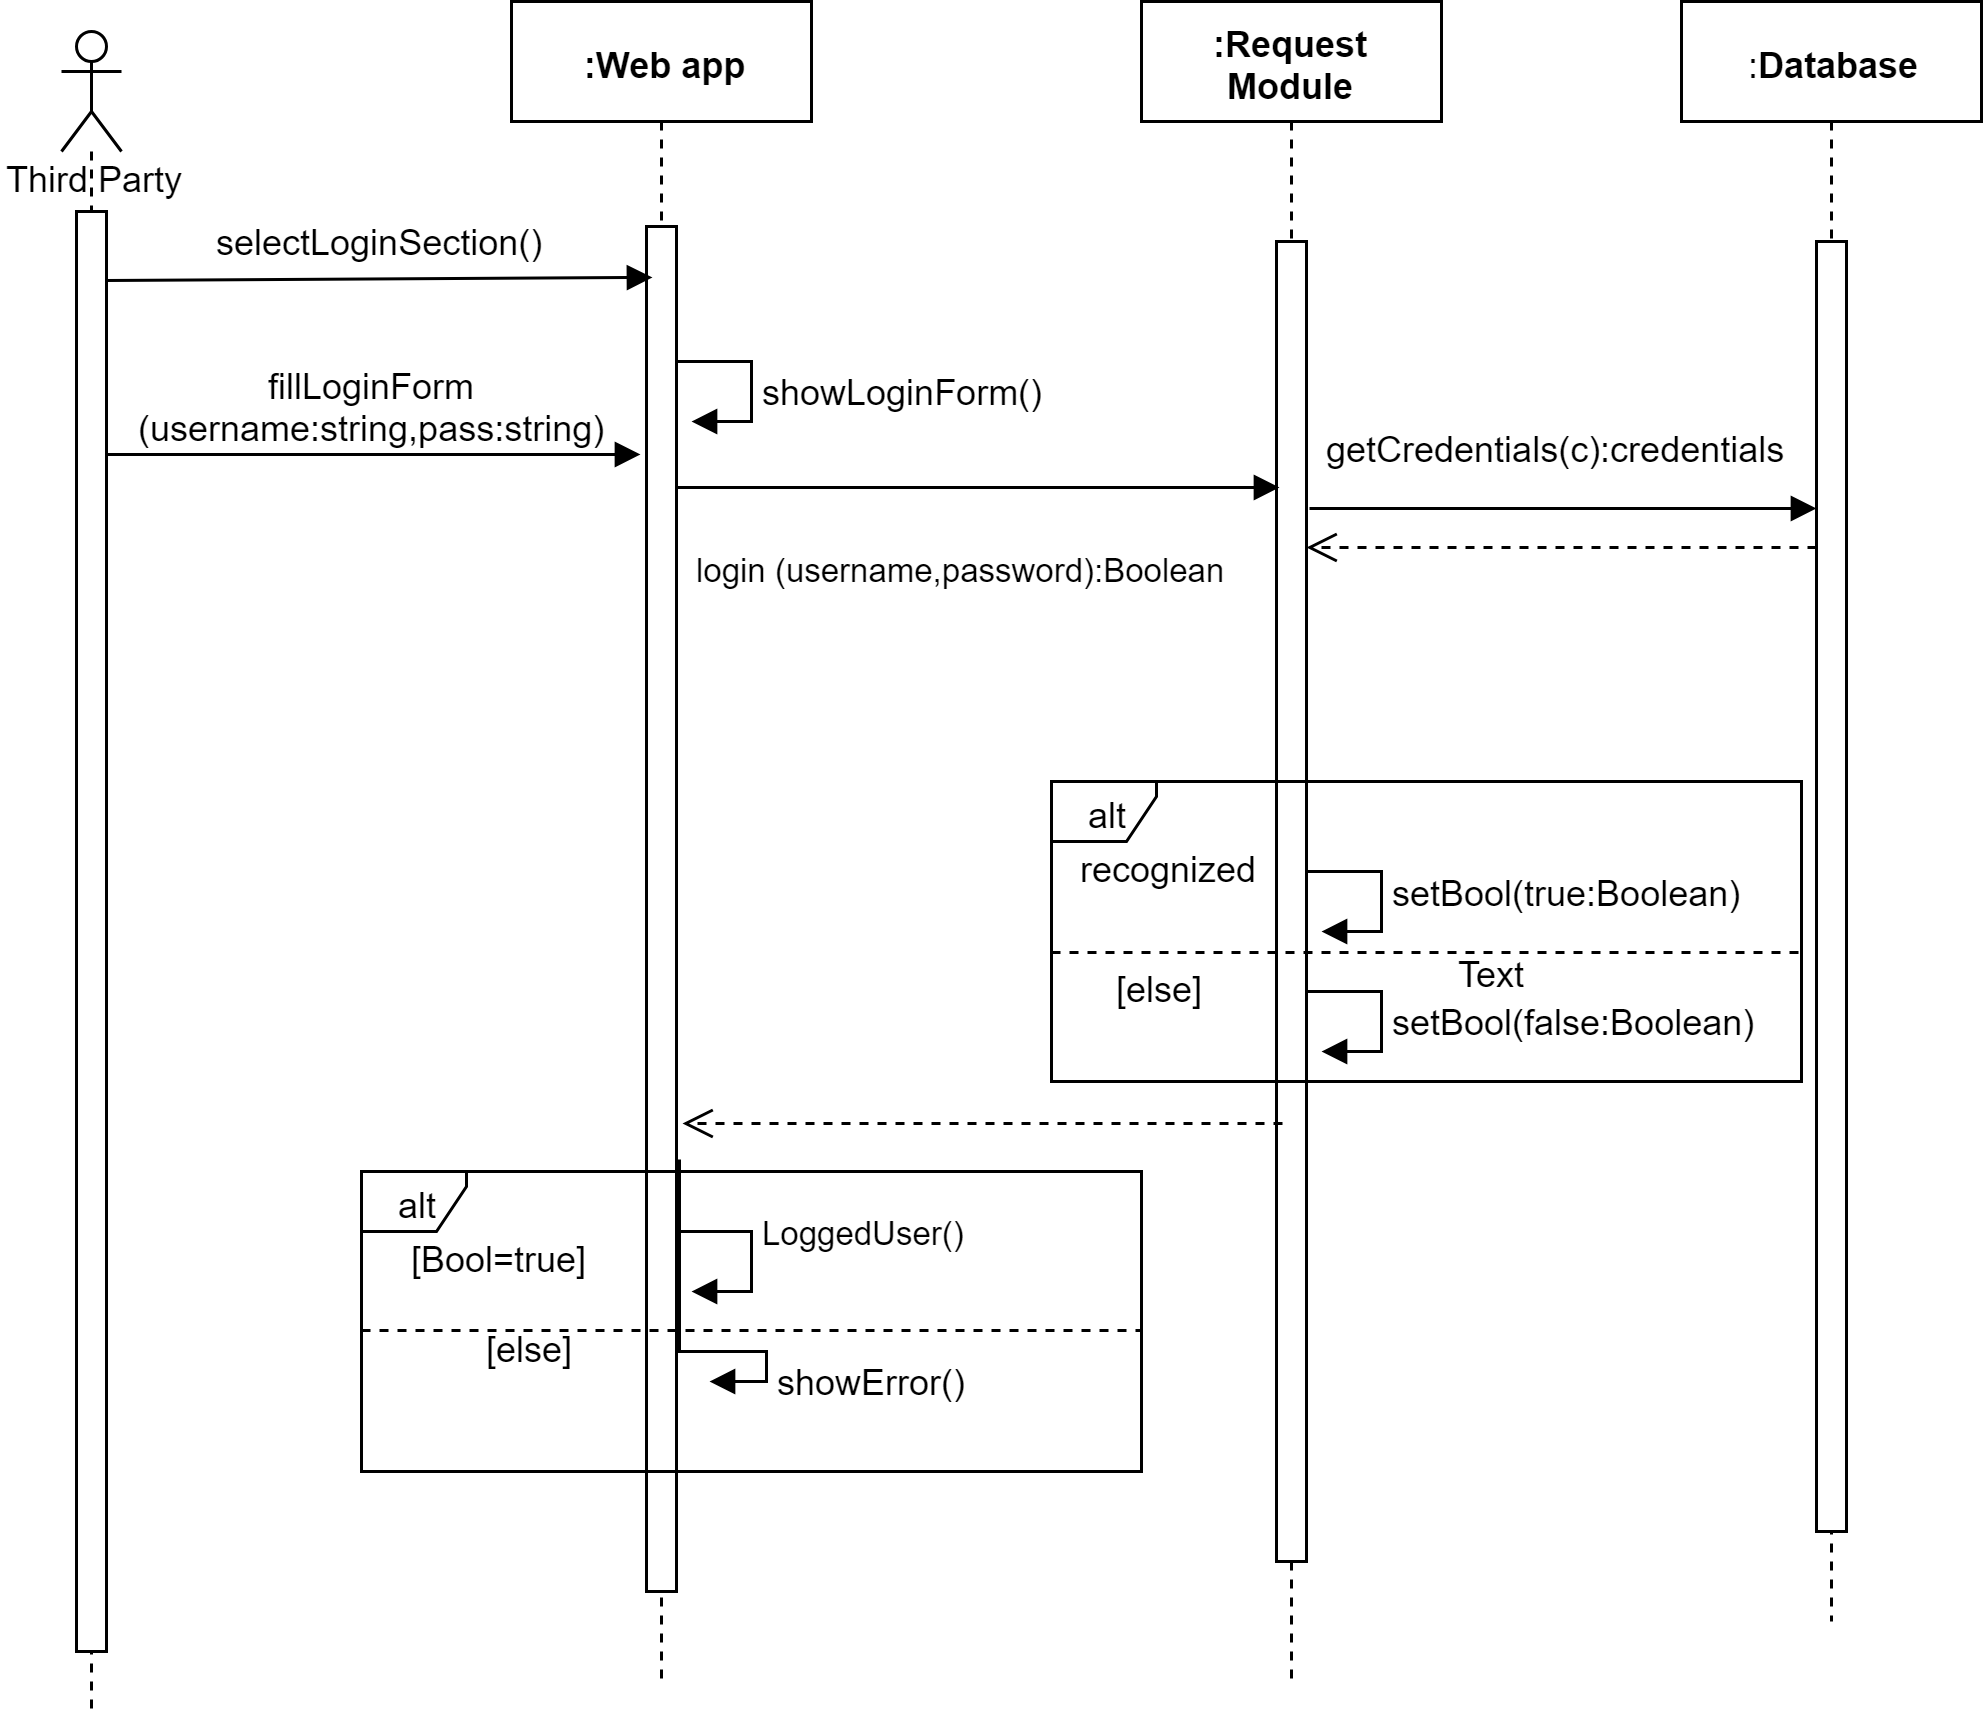 :Web app
:Request
Module
:Database
Third Party
selectLoginSection()
fillLoginForm
(username:string,pass:string)
showLoginForm()
getCredentials(c):credentials
login (username,password):Boolean
alt
recognized
setBool(true:Boolean)
Text
[else]
setBool(false:Boolean)
alt
[Bool=true]
LoggedUser()
[else]
showError()